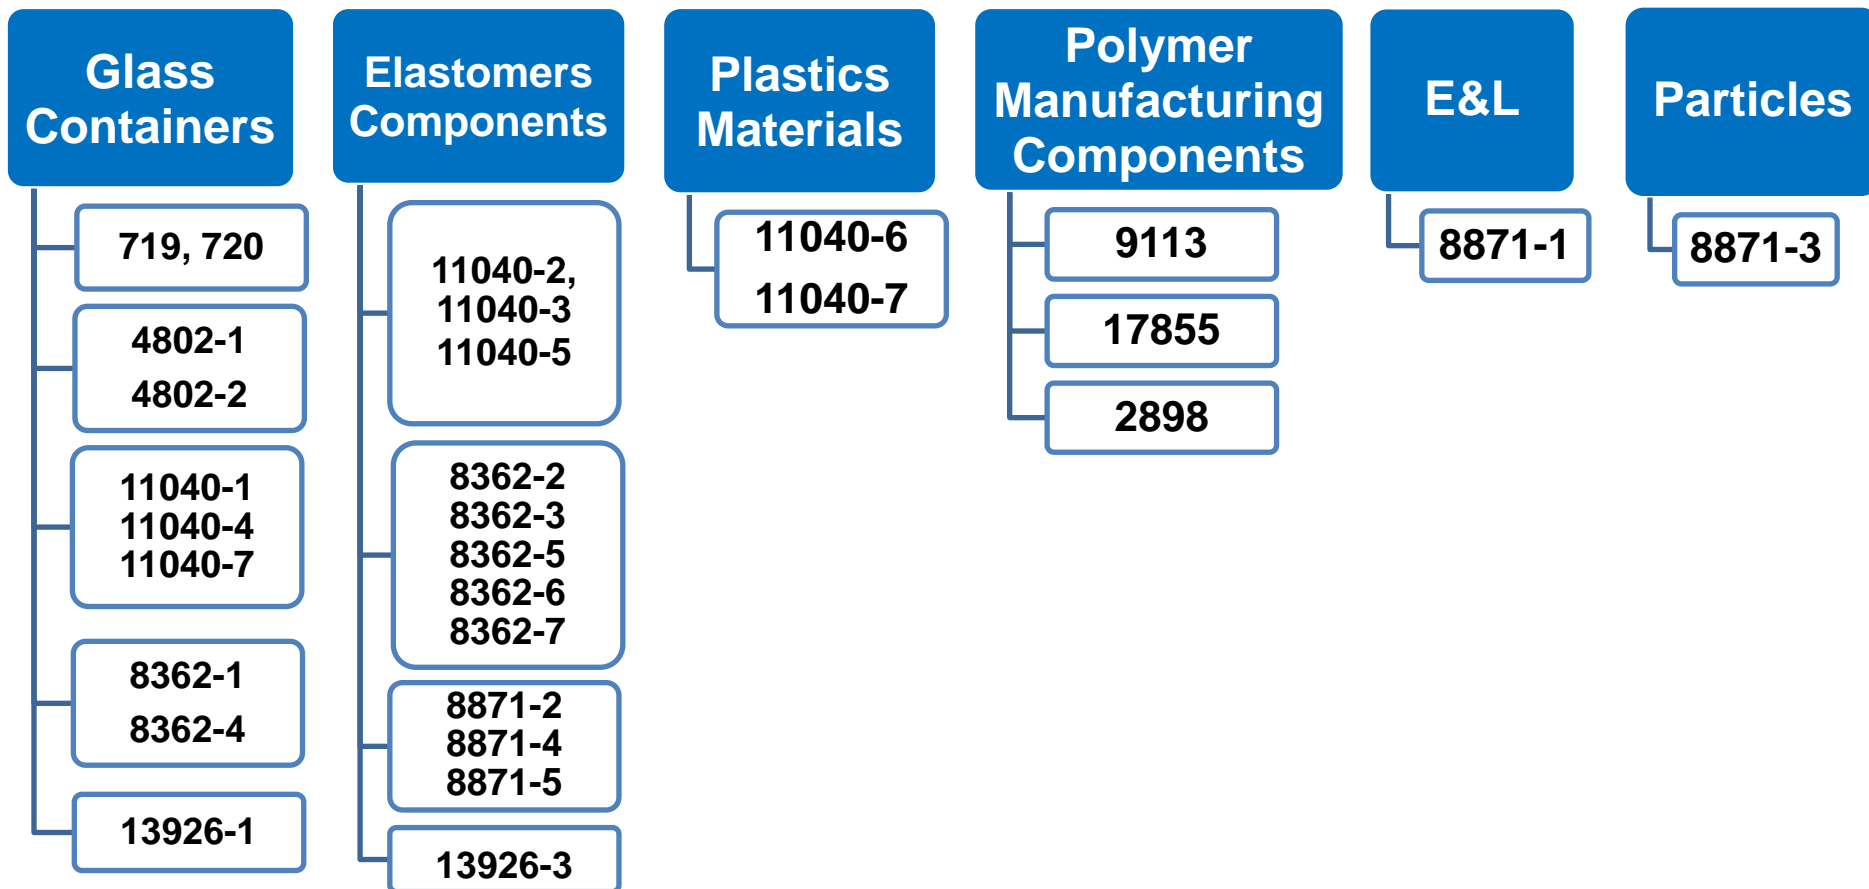 Glass
Containers
719, 720
4802-1
4802-2
11040-1
11040-4
11040-7
8362-1
8362-4
13926-1
Elastomers
Components
11040-2,
11040-3
11040-5
8362-2
8362-3
8362-5
8362-6
8362-7
8871-2
8871-4
8871-5
13926-3
Plastics
Materials
11040-6
11040-7
Polymer
Manufacturing
Components
9113
17855
2898
E&L
8871-1
Particles
8871-3